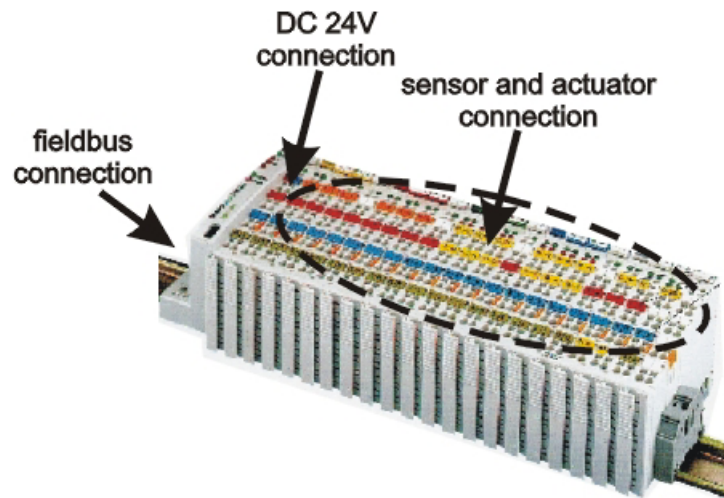 DC 24V
connection
sensor and actuator
connection
fieldbus
connection